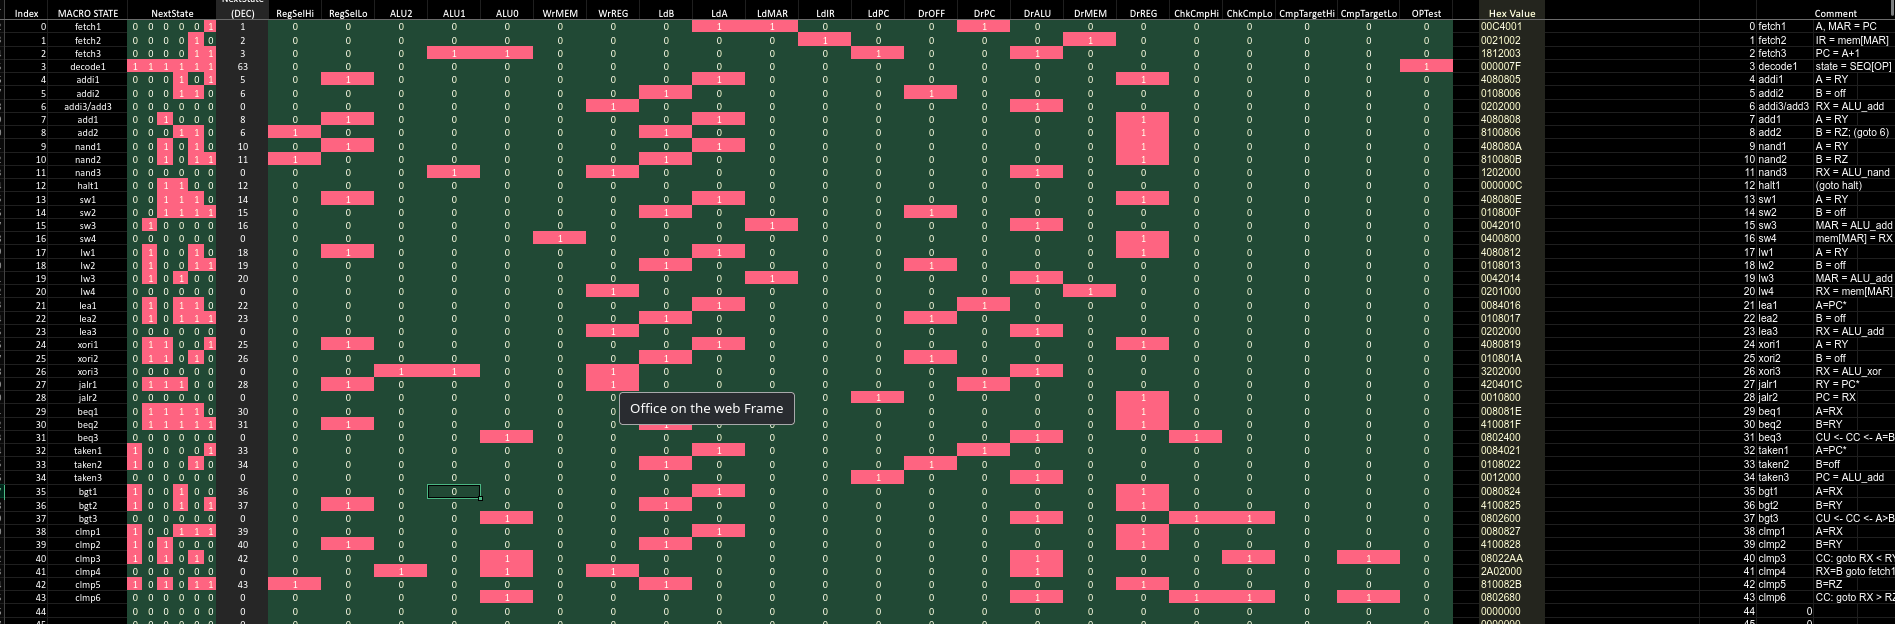 Index MACRO STATE NextState (DEC) RegSelHi RegSelLo ALU2 ALU1 ALU0 WrMEM WrREG LdB LdA LdMAR LdIR LdPC DrOFF DrPC DrALU DrMEM DrREG ChkCmpHi ChkCmpLo CmpTargetHi CmpTargetLo OPTest Hex Value Comment
0 fetch1 0 0 0 0 0 1 1 0 0 0 0 0 0 0 0 1 1 0 0 0 1 0 0 0 0 0 0 0 0 00C4001 0 fetch1 A, MAR = PC
1 fetch2 0 0 0 0 1 0 2 0 0 0 0 0 0 0 0 0 0 1 0 0 0 0 1 0 0 0 0 0 0 0021002 1 fetch2 IR = mem[MAR]
2 fetch3 0 0 0 0 1 1 3 0 0 0 1 1 0 0 0 0 0 0 1 0 0 1 0 0 0 0 0 0 0 1812003 2 fetch3 PC = A+1
3 decode1 1 1 1 1 1 1 63 0 0 0 0 0 0 0 0 0 0 0 0 0 0 0 0 0 0 0 0 0 1 000007F 3 decode1 state = SEQ[OP]
4 addi1 0 0 0 1 0 1 5 0 1 0 0 0 0 0 0 1 0 0 0 0 0 0 0 1 0 0 0 0 0 4080805 4 addi1 A = RY
5 addi2 0 0 0 1 1 0 6 0 0 0 0 0 0 0 1 0 0 0 0 1 0 0 0 0 0 0 0 0 0 0108006 5 addi2 B = off
6 addi3/add3 0 0 0 0 0 0 0 0 0 0 0 0 0 1 0 0 0 0 0 0 0 1 0 0 0 0 0 0 0 0202000 6 addi3/add3 RX = ALU_add
7 add1 0 0 1 0 0 0 8 0 1 0 0 0 0 0 0 1 0 0 0 0 0 0 0 1 0 0 0 0 0 4080808 7 add1 A = RY
8 add2 0 0 0 1 1 0 6 1 0 0 0 0 0 0 1 0 0 0 0 0 0 0 0 1 0 0 0 0 0 8100806 8 add2 B = RZ; (goto 6)
9 nand1 0 0 1 0 1 0 10 0 1 0 0 0 0 0 0 1 0 0 0 0 0 0 0 1 0 0 0 0 0 408080A 9 nand1 A = RY
10 nand2 0 0 1 0 1 1 11 1 0 0 0 0 0 0 1 0 0 0 0 0 0 0 0 1 0 0 0 0 0 810080B 10 nand2 B = RZ
11 nand3 0 0 0 0 0 0 0 0 0 0 1 0 0 1 0 0 0 0 0 0 0 1 0 0 0 0 0 0 0 1202000 11 nand3 RX = ALU_nand
12 halt1 0 0 1 1 0 0 12 0 0 0 0 0 0 0 0 0 0 0 0 0 0 0 0 0 0 0 0 0 0 000000C 12 halt1 (goto halt)
13 sw1 0 0 1 1 1 0 14 0 1 0 0 0 0 0 0 1 0 0 0 0 0 0 0 1 0 0 0 0 0 408080E 13 sw1 A = RY
14 sw2 0 0 1 1 1 1 15 0 0 0 0 0 0 0 1 0 0 0 0 1 0 0 0 0 0 0 0 0 0 010800F 14 sw2 B = off
15 sw3 0 1 0 0 0 0 16 0 0 0 0 0 0 0 0 0 1 0 0 0 0 1 0 0 0 0 0 0 0 0042010 15 sw3 MAR = ALU_add
16 sw4 0 0 0 0 0 0 0 0 0 0 0 0 1 0 0 0 0 0 0 0 0 0 0 1 0 0 0 0 0 0400800 16 sw4 mem[MAR] = RX
17 lw1 0 1 0 0 1 0 18 0 1 0 0 0 0 0 0 1 0 0 0 0 0 0 0 1 0 0 0 0 0 4080812 17 lw1 A = RY
18 lw2 0 1 0 0 1 1 19 0 0 0 0 0 0 0 1 0 0 0 0 1 0 0 0 0 0 0 0 0 0 0108013 18 lw2 B = off
19 lw3 0 1 0 1 0 0 20 0 0 0 0 0 0 0 0 0 1 0 0 0 0 1 0 0 0 0 0 0 0 0042014 19 lw3 MAR = ALU_add
20 lw4 0 0 0 0 0 0 0 0 0 0 0 0 0 1 0 0 0 0 0 0 0 0 1 0 0 0 0 0 0 0201000 20 lw4 RX = mem[MAR]
21 lea1 0 1 0 1 1 0 22 0 0 0 0 0 0 0 0 1 0 0 0 0 1 0 0 0 0 0 0 0 0 0084016 21 lea1 A=PC*
22 lea2 0 1 0 1 1 1 23 0 0 0 0 0 0 0 1 0 0 0 0 1 0 0 0 0 0 0 0 0 0 0108017 22 lea2 B = off
23 lea3 0 0 0 0 0 0 0 0 0 0 0 0 0 1 0 0 0 0 0 0 0 1 0 0 0 0 0 0 0 0202000 23 lea3 RX = ALU_add
24 xori1 0 1 1 0 0 1 25 0 1 0 0 0 0 0 0 1 0 0 0 0 0 0 0 1 0 0 0 0 0 4080819 24 xori1 A = RY
25 xori2 0 1 1 0 1 0 26 0 0 0 0 0 0 0 1 0 0 0 0 1 0 0 0 0 0 0 0 0 0 010801A 25 xori2 B = off
26 xori3 0 0 0 0 0 0 0 0 0 1 1 0 0 1 0 0 0 0 0 0 0 1 0 0 0 0 0 0 0 3202000 26 xori3 RX = ALU_xor
27 jalr1 0 1 1 1 0 0 28 0 1 0 0 0 0 1 0 0 0 0 0 0 1 0 0 0 0 0 0 0 0 420401C 27 jalr1 RY = PC*
28 jalr2 0 0 0 0 0 0 0 0 0 0 0 0 0 0 1 0 0 0 0 1 0 0 0 0 0 0010800 28 jalr2 PC = RX
29 beq1 0 1 1 1 1 0 30 0 0 0 0 0 0 0 0 0 0 0 0 1 0 0 0 0 0 008081E 29 beq1 A=RX
30 beq2 0 1 1 1 1 1 31 0 1 0 0 0 0 0 0 0 0 0 0 1 0 0 0 0 0 410081F 30 beq2 B=RY
Office on the web Frame
31 beq3 0 0 0 0 0 0 0 0 0 0 0 1 0 0 0 0 0 0 0 0 0 1 0 0 1 0 0 0 0 0802400 31 beq3 CU <- CC <- A=B
32 taken1 1 0 0 0 0 1 33 0 0 0 0 0 0 0 0 1 0 0 0 0 1 0 0 0 0 0 0 0 0 0084021 32 taken1 A=PC*
33 taken2 1 0 0 0 1 0 34 0 0 0 0 0 0 0 1 0 0 0 0 1 0 0 0 0 0 0 0 0 0 0108022 33 taken2 B=off
34 taken3 0 0 0 0 0 0 0 0 0 0 0 0 0 0 0 0 0 0 1 0 0 1 0 0 0 0 0 0 0 0012000 34 taken3 PC = ALU_add
35 bgt1 1 0 0 1 0 0 36 0 0 0 0 0 0 0 0 1 0 0 0 0 0 0 0 1 0 0 0 0 0 0080824 35 bgt1 A=RX
36 bgt2 1 0 0 1 0 1 37 0 1 0 0 0 0 0 1 0 0 0 0 0 0 0 0 1 0 0 0 0 0 4100825 36 bgt2 B=RY
37 bgt3 0 0 0 0 0 0 0 0 0 0 0 1 0 0 0 0 0 0 0 0 0 1 0 0 1 1 0 0 0 0802600 37 bgt3 CU <- CC <- A>B
38 clmp1 1 0 0 1 1 1 39 0 0 0 0 0 0 0 0 1 0 0 0 0 0 0 0 1 0 0 0 0 0 0080827 38 clmp1 A=RX
39 clmp2 1 0 1 0 0 0 40 0 1 0 0 0 0 0 1 0 0 0 0 0 0 0 0 1 0 0 0 0 0 4100828 39 clmp2 B=RY
40 clmp3 1 0 1 0 1 0 42 0 0 0 0 1 0 0 0 0 0 0 0 0 0 1 0 0 0 1 0 1 0 08022AA 40 clmp3 CC: goto RX < RY
41 clmp4 0 0 0 0 0 0 0 0 0 1 0 1 0 1 0 0 0 0 0 0 0 1 0 0 0 0 0 0 0 2A02000 41 clmp4 RX=B goto fetch1
42 clmp5 1 0 1 0 1 1 43 1 0 0 0 0 0 0 1 0 0 0 0 0 0 0 0 1 0 0 0 0 0 810082B 42 clmp5 B=RZ
43 clmp6 0 0 0 0 0 0 0 0 0 0 0 1 0 0 0 0 0 0 0 0 0 1 0 0 1 1 0 1 0 0802680 43 clmp6 CC: goto RX > RZ
44 0 0 0 0 0 0 0 0 0 0 0 0 0 0 0 0 0 0 0 0 0 0 0 0 0 0 0 0 0 0000000 44 0